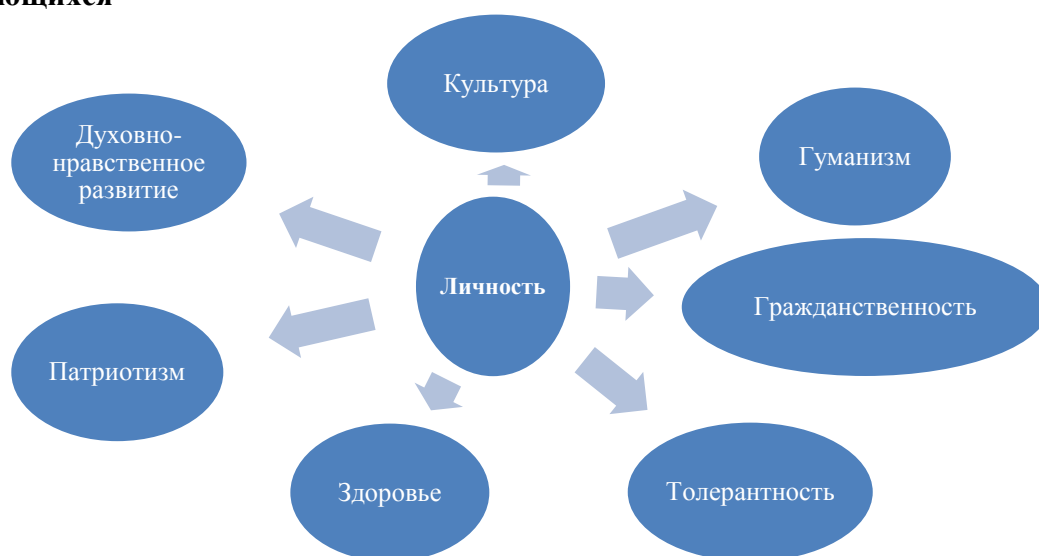 Культура
Духовно-
нравственное
развитие
Гуманизм
Личность
Гражданственность
Патриотизм
Здоровье
Толерантность